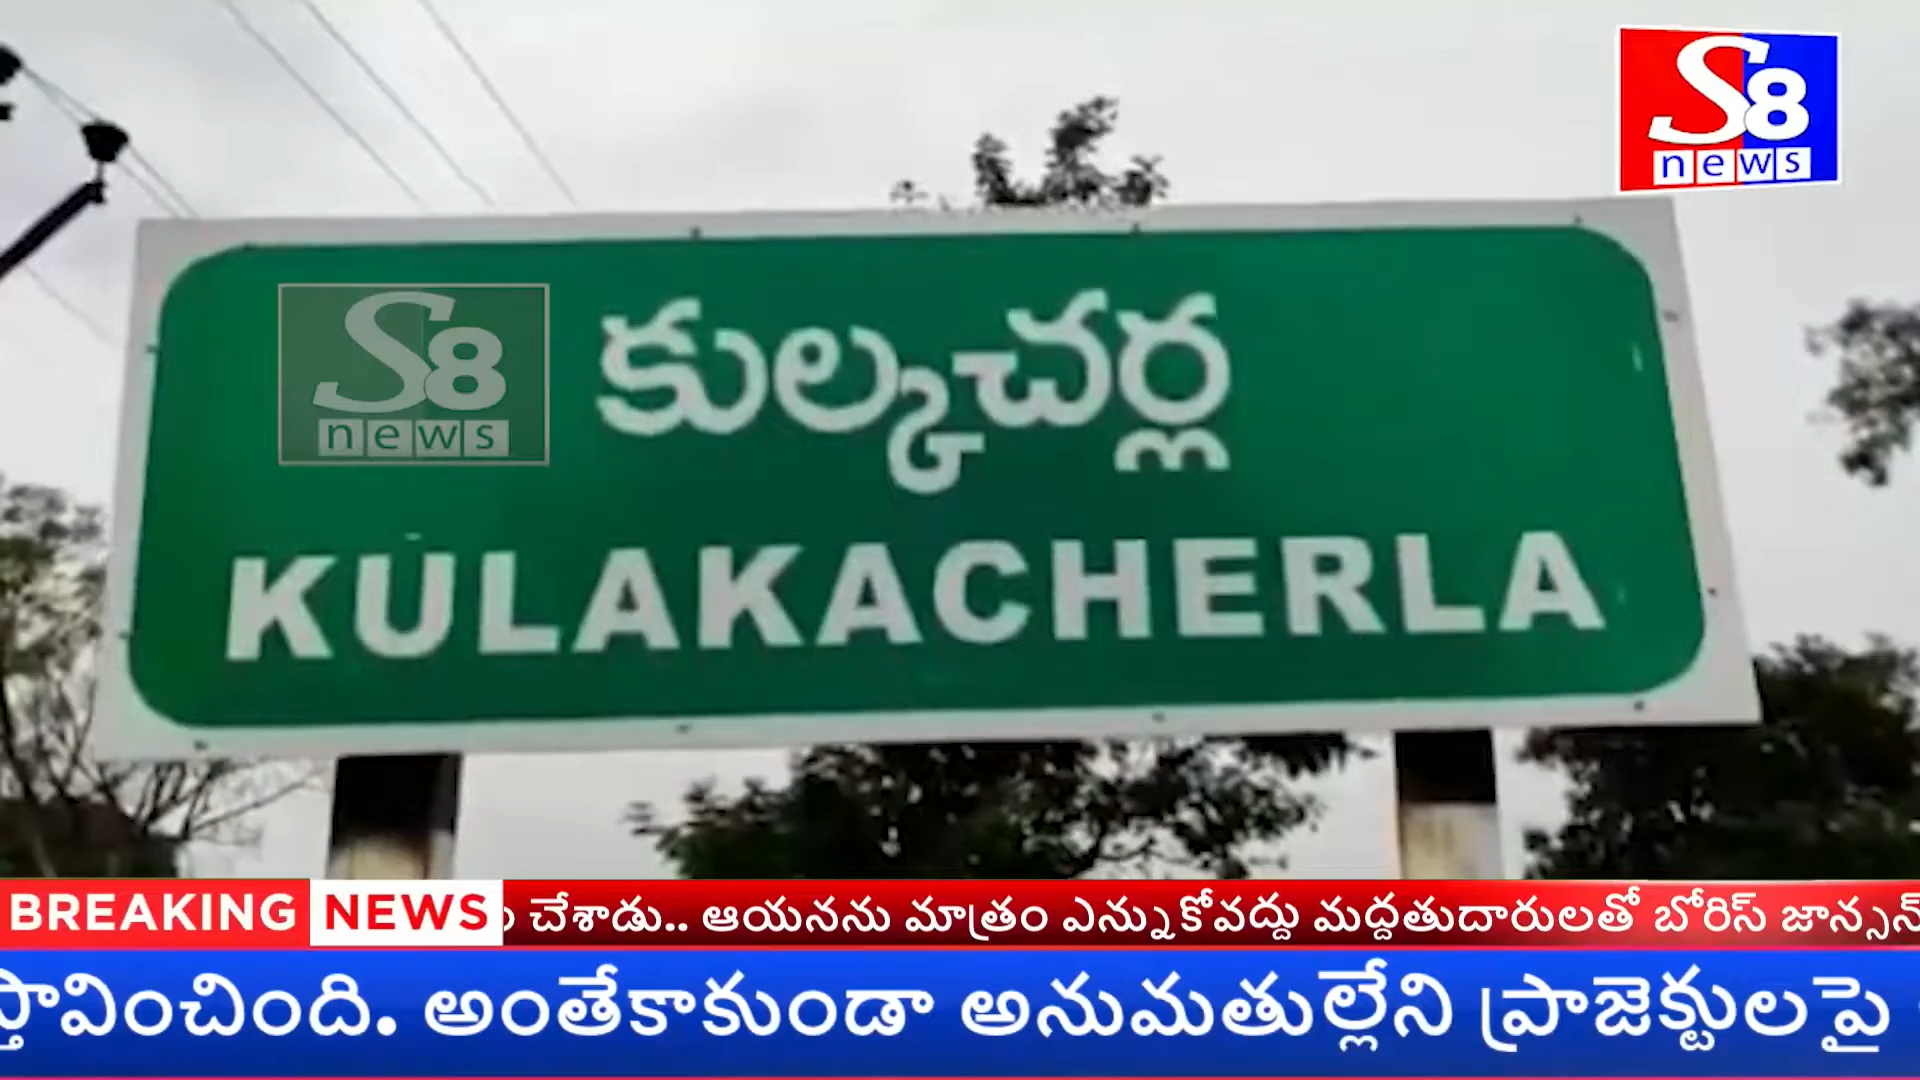 S8
news
S8
news
కుల్కచర్ల
KULAKACHERLA
BREAKING NEWS
చేశాడు.. ఆయనను మాత్రం ఎన్నుకోవద్దు మద్దతుదారులతో బోరిస్ జాన్సన్
స్తావించింది. అంతేకాకుండా అనుమతుల్లేని ప్రాజెక్టులపై